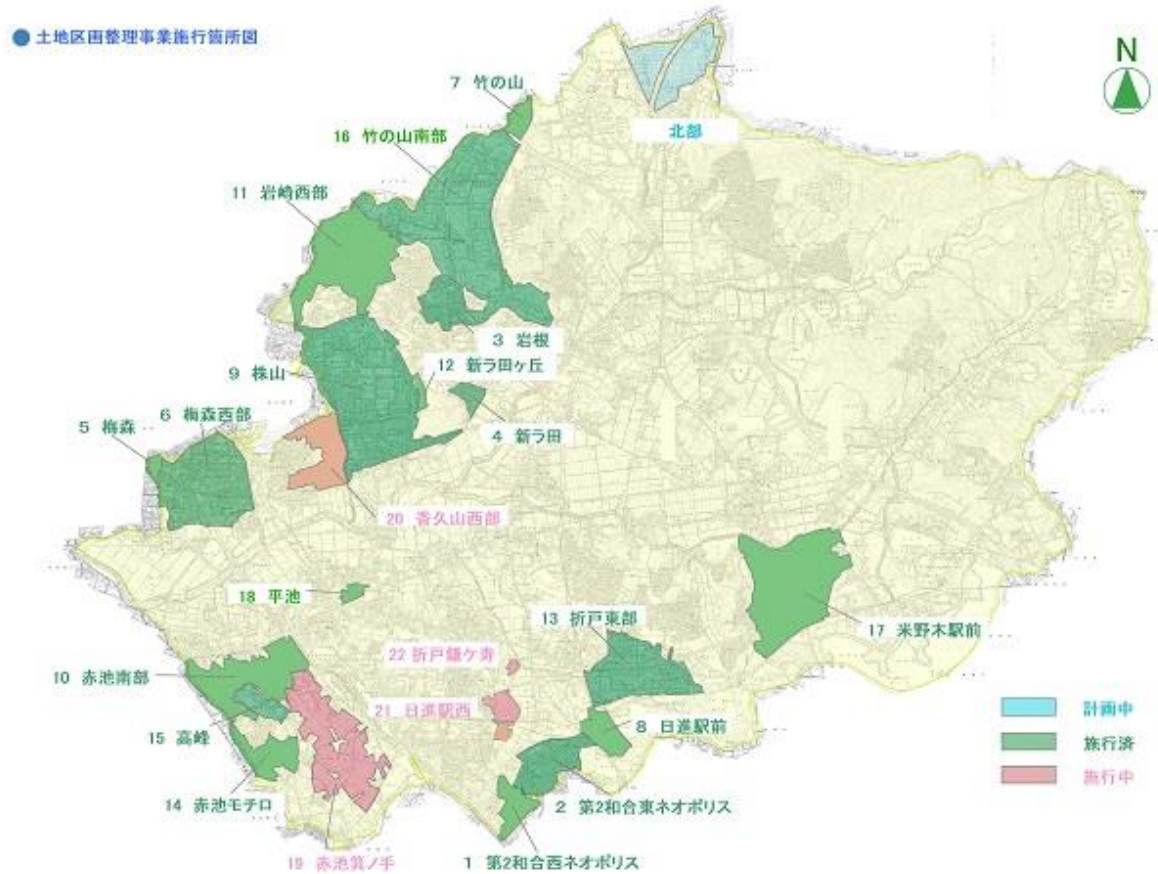 ● 土地区画整理事業施行箇所図
N
7 竹の山
北部
16 竹の山南部
11 岩崎西部
3 岩根
12 新ラ田ヶ丘
9 株山
6 梅森西部
5 梅森
4 新ラ田
20 香久山西部
18 平池
13 折戸東部
17 米野木駅前
22 折戸鎌ケ寿
10 赤池南部
21 日進駅西
計画中
8 日進駅前
15 高峰
施行済
施行中
14 赤池モチロ
2 第2和合東ネオポリス
19 赤池箕ノ手
1 第2和合西ネオポリス